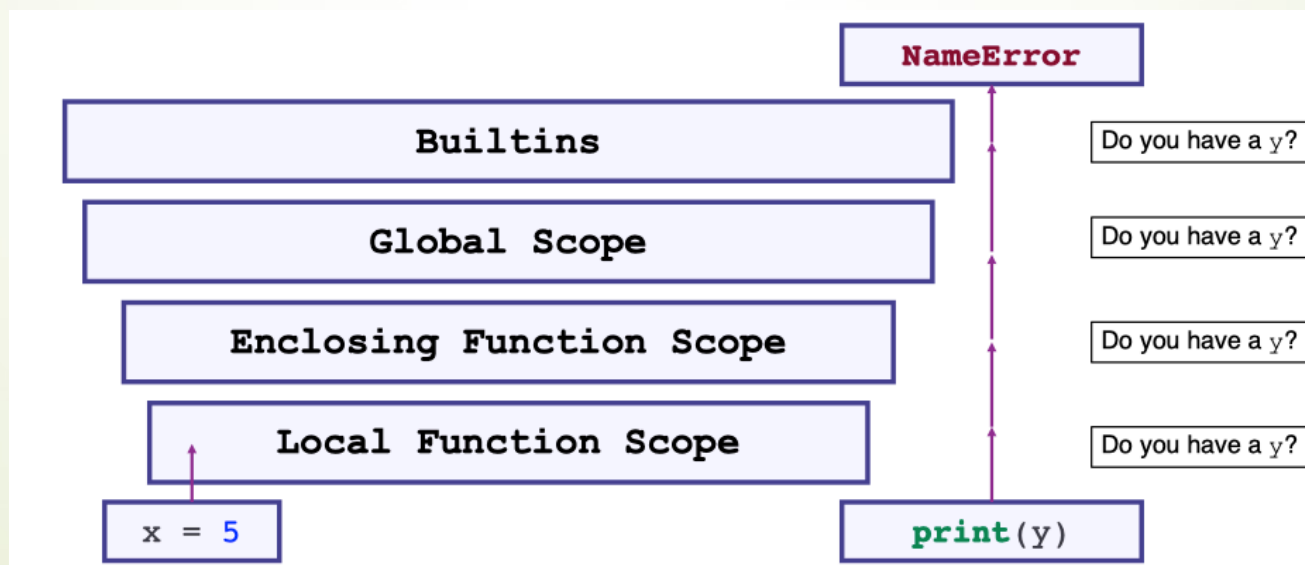 NameError
Builtins
Do you have a y?
Global Scope
Do you have a y?
Enclosing Function Scope
Do you have a y?
Local Function Scope
Do you have a y?
x = 5
print(y)